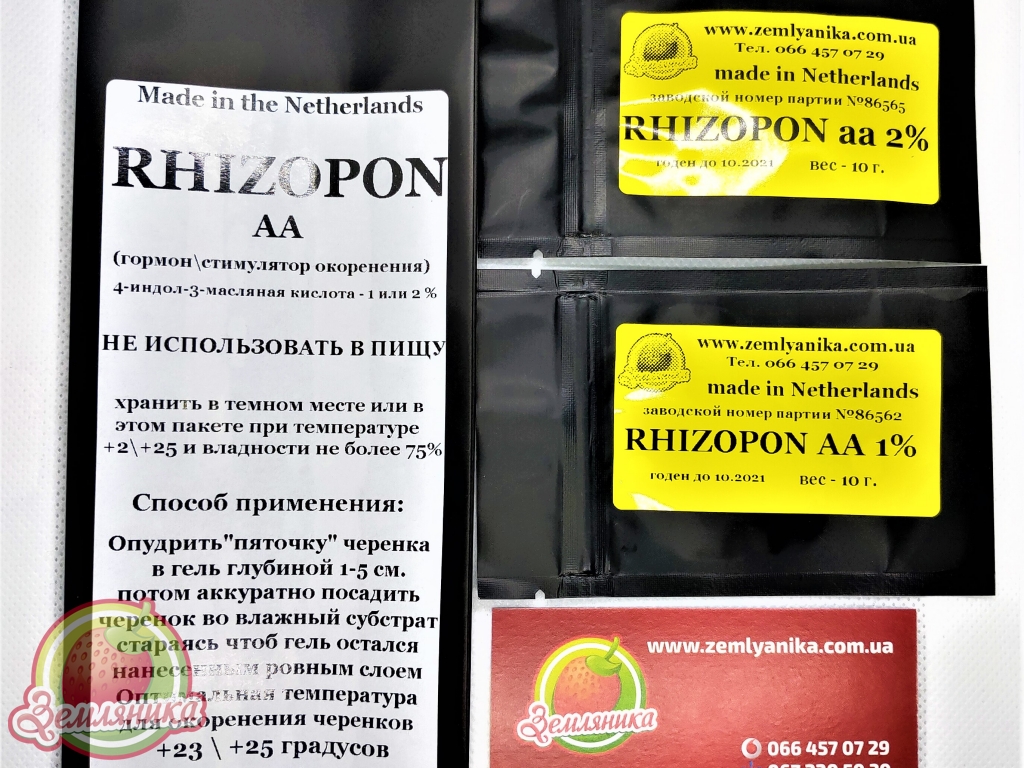 Made in the Netherlands
RHIZOPON
AA
(гормон\стимулятор окоренения)
4-индол-3-масляная кислота - 1 или 2 %
НЕ ИСПОЛЬЗОВАТЬ В ПИЩУ
хранить в темном месте или в
этом пакете при температуре
+2\+25 и владности не более 75%
Способ применения:
Опудрить"пяточку" черенка
в гель глубиной 1-5 см.
потом аккуратно посадить
черенок во влажный субстрат
стараясь чтоб гель остался
нанесенным ровным слоем
Оптимальная температура
для окоренения черенков
+23 \ +25 градусов
Земляника
www.zemlyanika.com.ua
Тел. 066 457 07 29
made in Netherlands
заводской номер партии №86565
RHIZOPON aa 2%
годен до 10.2021 вес - 10 г.
www.zemlyanika.com.ua
Тел. 066 457 07 29
made in Netherlands
заводской номер партии №86562
RHIZOPON AA 1%
годен до 10.2021 вес - 10 г.
www.zemlyanika.com.ua
Земляника
066 457 07 29